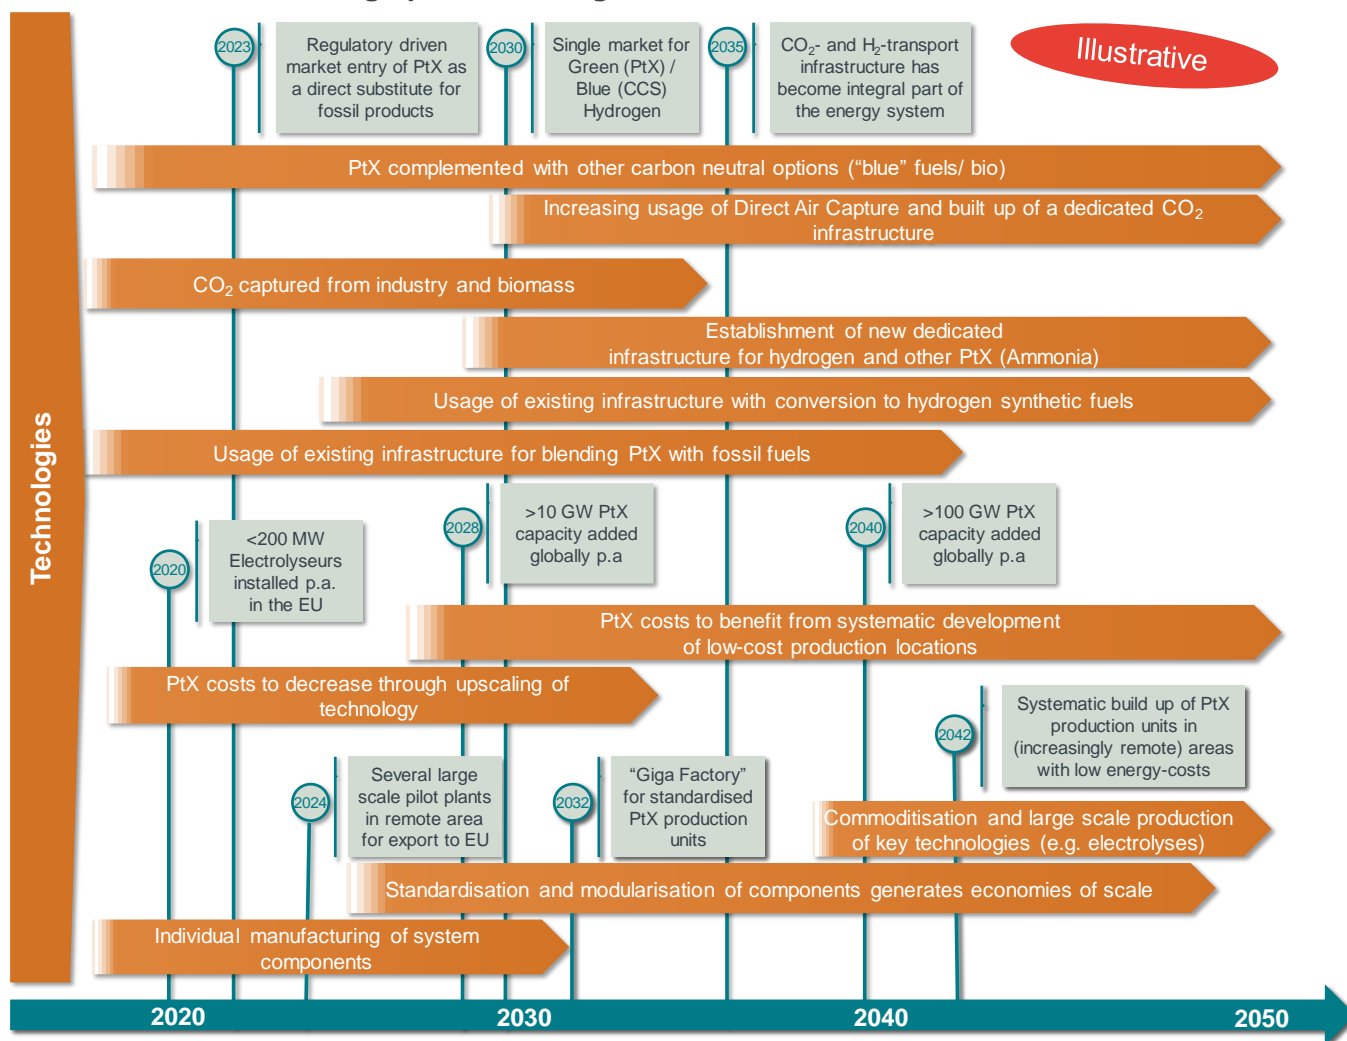 2023
Regulatory driven
market entry of PtX as
a direct substitute for
fossil products
2030
Single market for
Green (PtX) /
Blue (CCS)
Hydrogen
2035
CO₂- and H₂-transport
infrastructure has
become integral part of
the energy system
Illustrative
PtX complemented with other carbon neutral options (“blue” fuels/ bio)
Increasing usage of Direct Air Capture and built up of a dedicated CO₂
infrastructure
CO₂ captured from industry and biomass
Establishment of new dedicated
infrastructure for hydrogen and other PtX (Ammonia)
Usage of existing infrastructure with conversion to hydrogen synthetic fuels
Usage of existing infrastructure for blending PtX with fossil fuels
Technologies
2020
<200 MW
Electrolyseurs
installed p.a.
in the EU
2028
>10 GW PtX
capacity added
globally p.a
2040
>100 GW PtX
capacity added
globally p.a
PtX costs to benefit from systematic development
of low-cost production locations
PtX costs to decrease through upscaling of
technology
2042
Systematic build up of PtX
production units in
(increasingly remote) areas
with low energy-costs
2024
Several large
scale pilot plants
in remote area
for export to EU
2032
“Giga Factory”
for standardised
PtX production
units
Commoditisation and large scale production
of key technologies (e.g. electrolyses)
Standardisation and modularisation of components generates economies of scale
Individual manufacturing of system
components
2020
2030
2040
2050